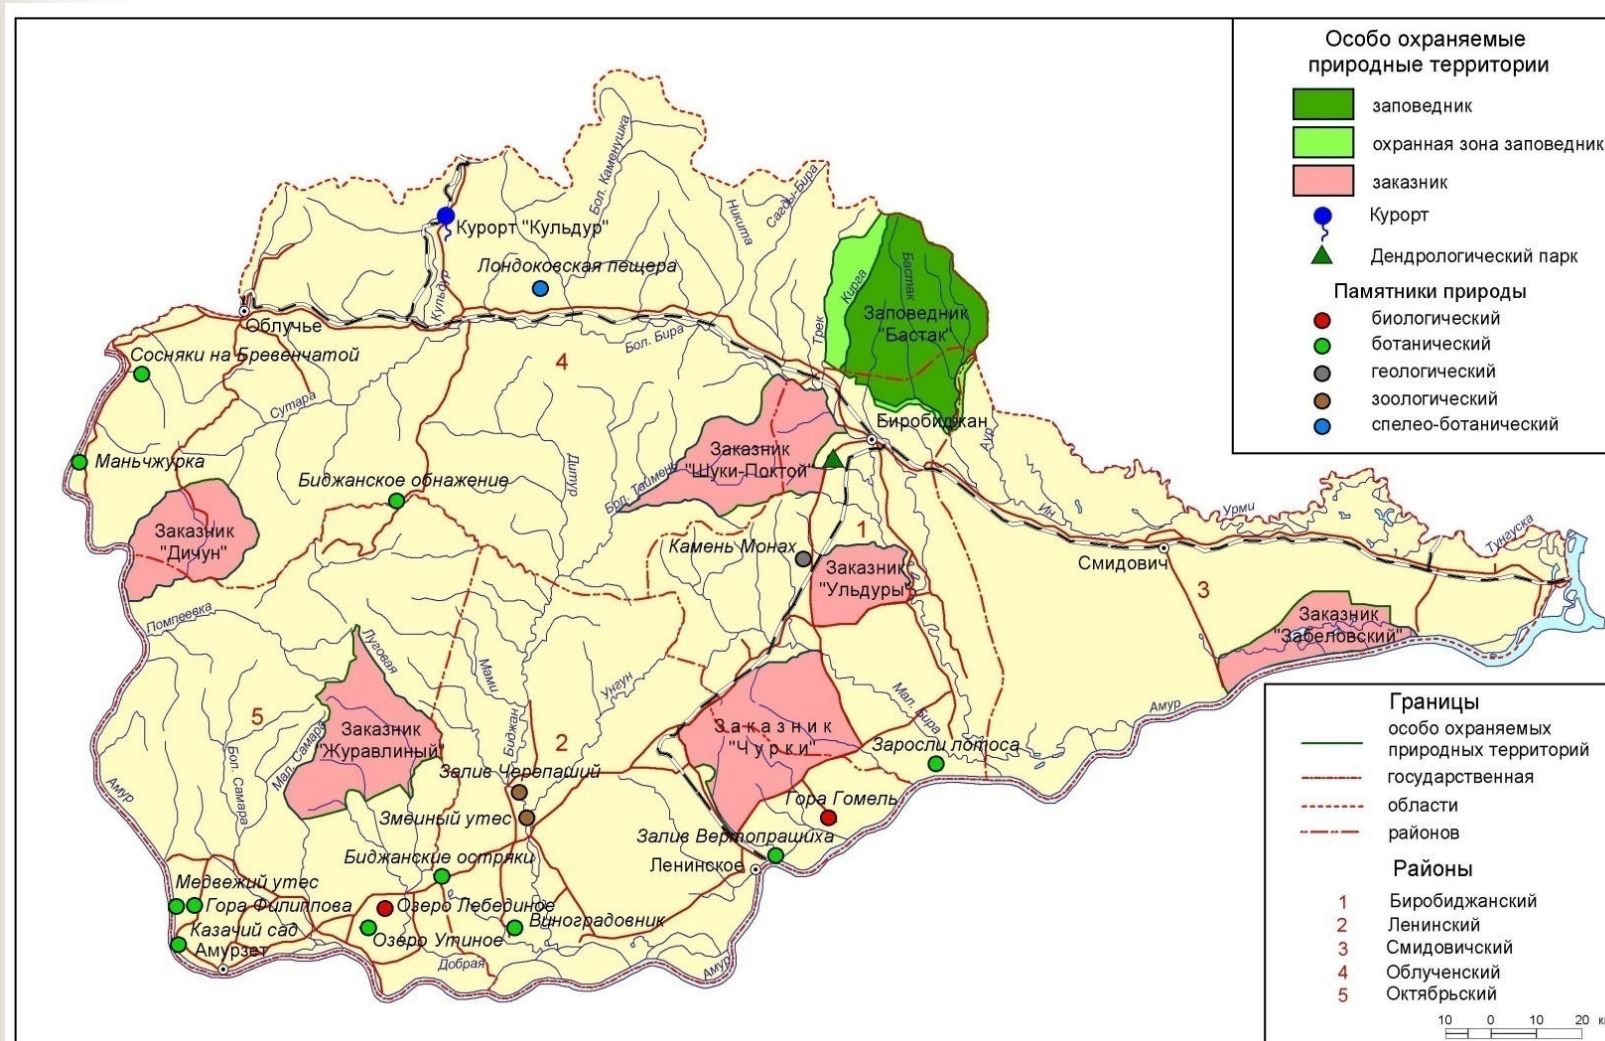 Особо охраняемые
природные территории
заповедник
охранная зона заповедник
заказник
Курорт
Дендрологический парк
Памятники природы
биологический
ботанический
геологический
зоологический
спелео-ботанический
Бол. Каменушка
Никита
Сагды-Бира
Курорт "Кульдур"
Лондоковская пещера
Кульдур
Кирга
Бастак
Заповедник
"Бастак"
Трек
Облучье
Бол. Бира
Сосняки на Бревенчатой
4
Сутара
Биробиджан
Аур
Заказник
"Шуки-Поктой"
Маньчжурка
Биджанское обнажение
Дитур
Брл. Таймень
Ин
Урми
Тунгуска
Заказник
"Дичун"
1
Камень Монах
Заказник
"Ульдуры"
Смидович
3
Заказник
"Забеловский"
Помпеевка
Луговая
Мами
Унгун
Биджан
Мал. Бира
Амур
5
Заказник
"Журавлиный"
Мал. Самара
Бол. Самара
2
Заказник
"Чурки"
Заросли лотоса
Амур
Залив Черепаший
Змеиный утес
Гора Гомель
Залив Вертопрашиха
Ленинское
Биджанские остряки
Медвежий утес
Гора Филиппова
Озеро Лебединое
Виноградовник
Казачий сад
Озеро Утиное
Амурзет
Добрая
Амур
Границы
особо охраняемых
природных территорий
государственная
области
районов
Районы
1 Биробиджанский
2 Ленинский
3 Смидовичский
4 Облученский
5 Октябрьский
10 0 10 20 к